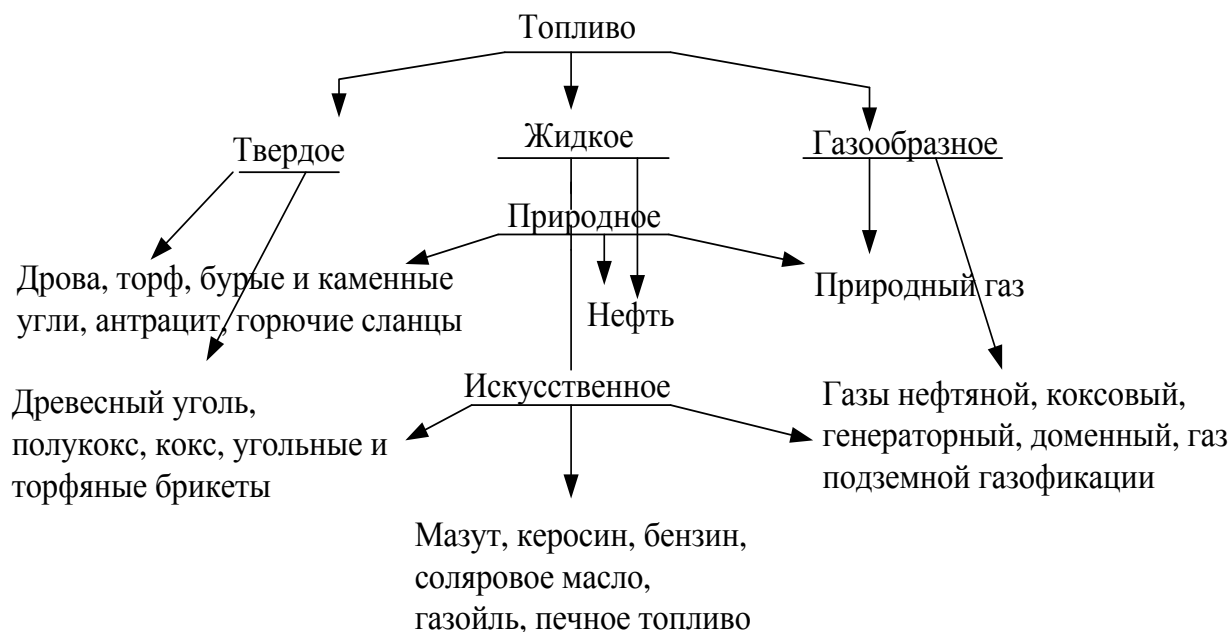 Топливо
Твердое
Жидкое
Газообразное
Природное
Дрова, торф, бурые и каменные
угли, антрацит, горючие сланцы
Нефть
Природный газ
Искусственное
Древесный уголь,
полукокс, кокс, угольные и
торфяные брикеты
Газы нефтяной, коксовый,
генераторный, доменный, газ
подземной газофикации
Мазут, керосин, бензин,
соляровое масло,
газойль, печное топливо